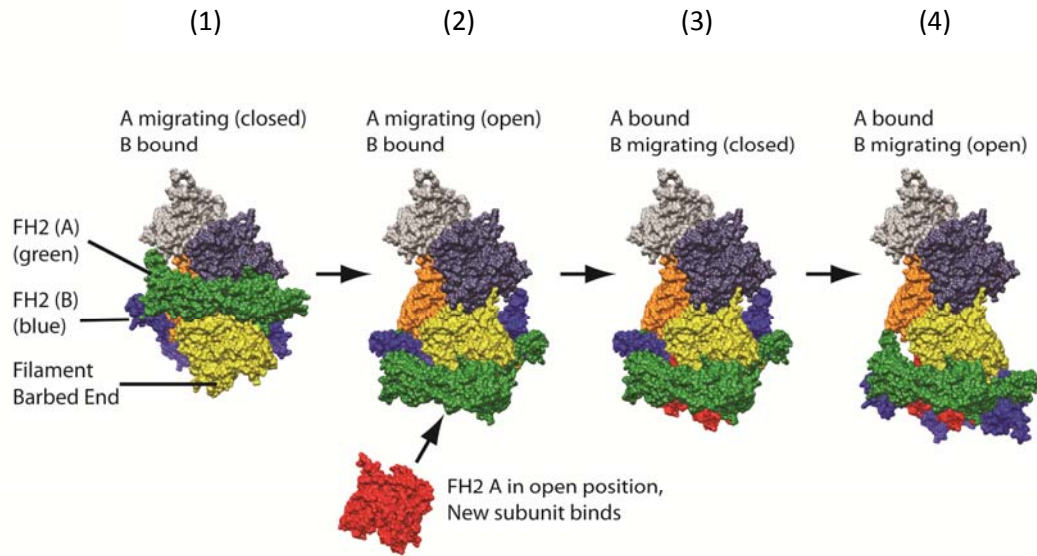 (1) (2) (3) (4)
A migrating (closed)
B bound
A migrating (open)
B bound
A bound
B migrating (closed)
A bound
B migrating (open)
FH2 (A)
(green)
FH2 (B)
(blue)
Filament
Barbed End
FH2 A in open position,
New subunit binds